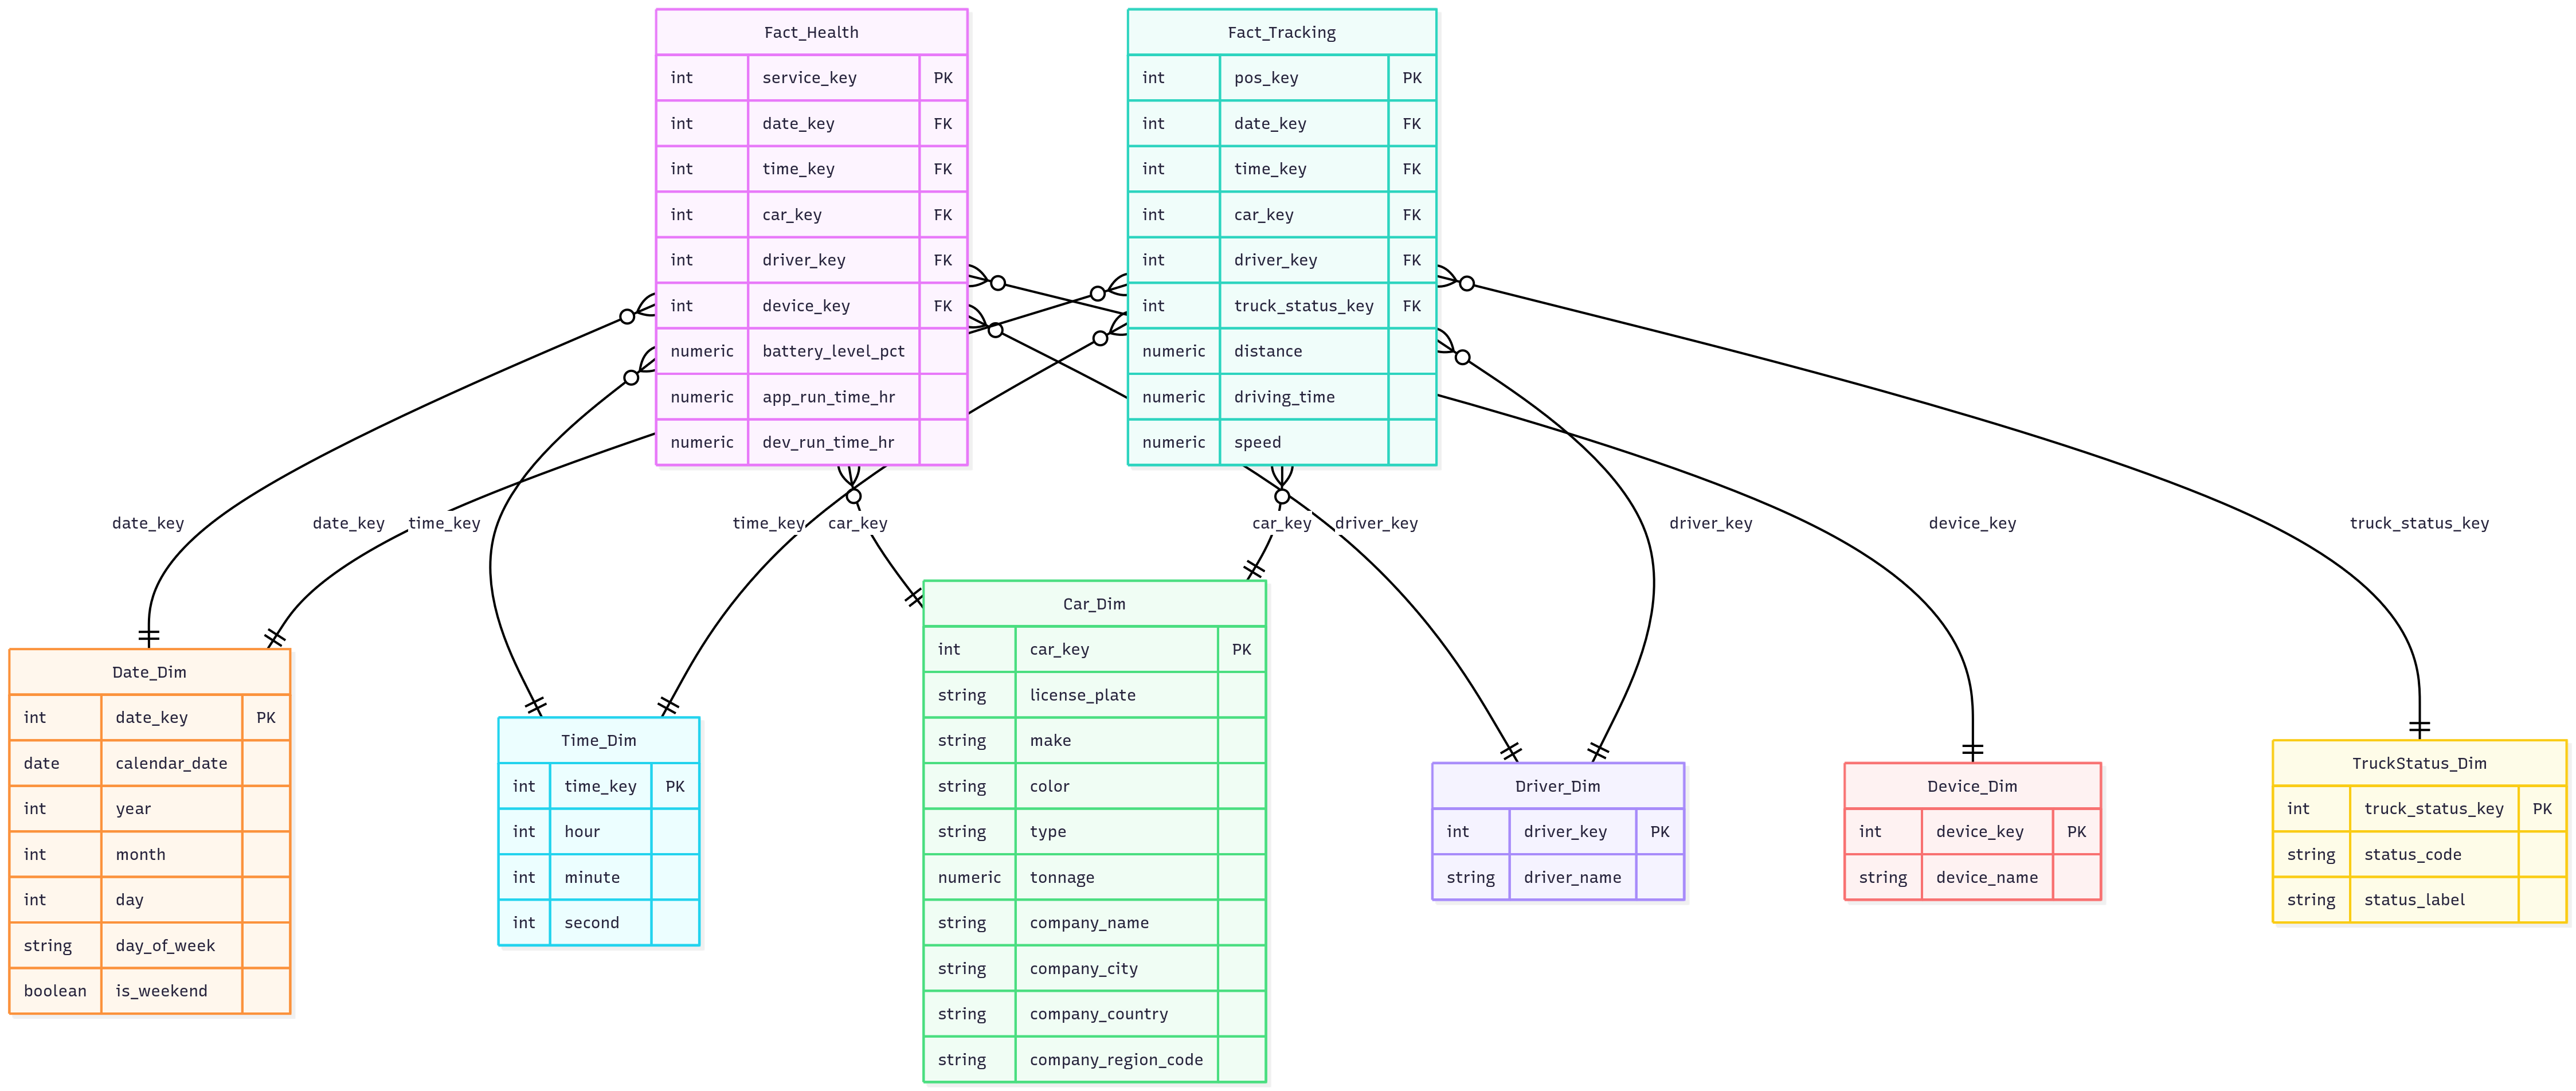 Fact_Health
int service_key PK
int date_key FK
int time_key FK
int car_key FK
int driver_key FK
int device_key FK
numeric battery_level_pct
numeric app_run_time_hr
numeric dev_run_time_hr
Fact_Tracking
int pos_key PK
int date_key FK
int time_key FK
int car_key FK
int driver_key FK
int truck_status_key FK
numeric distance
numeric driving_time
numeric speed
date_key
date_key
time_key
time_key
car_key
car_key
driver_key
driver_key
device_key
truck_status_key
Date_Dim
int date_key PK
date calendar_date
int year
int month
int day
string day_of_week
boolean is_weekend
Time_Dim
int time_key PK
int hour
int minute
int second
Car_Dim
int car_key PK
string license_plate
string make
string color
string type
numeric tonnage
string company_name
string company_city
string company_country
string company_region_code
Driver_Dim
int driver_key PK
string driver_name
Device_Dim
int device_key PK
string device_name
TruckStatus_Dim
int truck_status_key PK
string status_code
string status_label